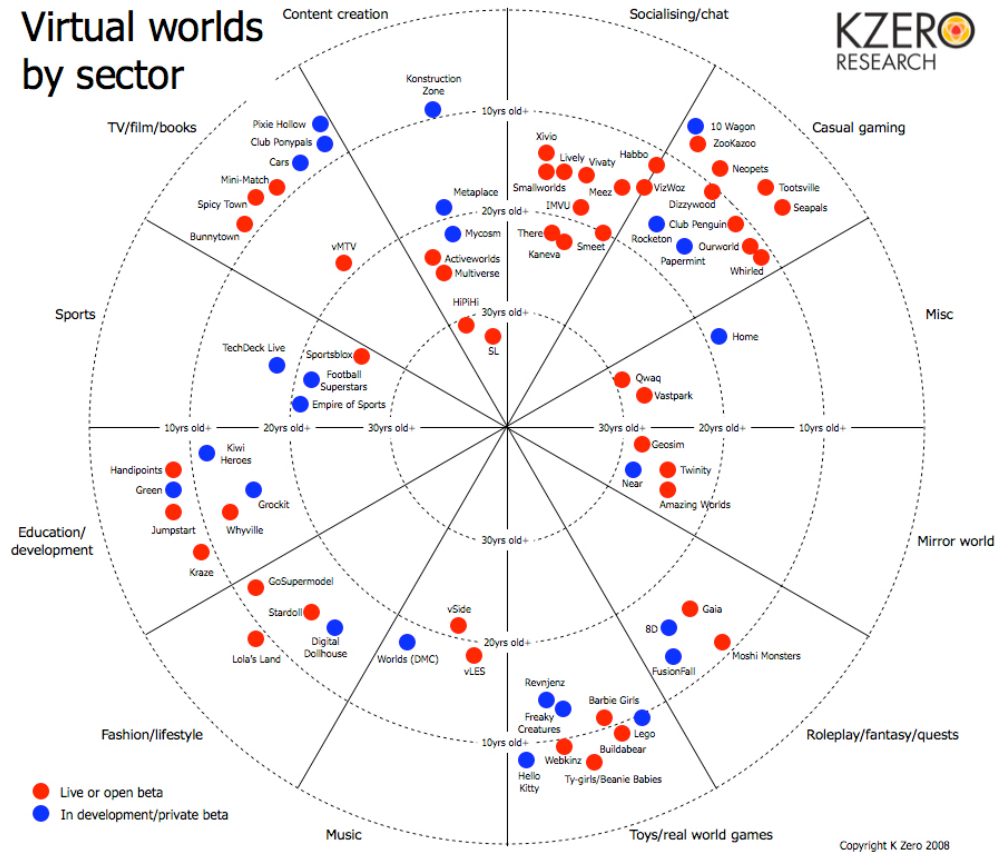 Virtual worlds
by sector
Content creation
Socialising/chat
KZERO
RESEARCH
TV/film/books
Casual gaming
Konstruction
Zone
10yrs old+
Pixie Hollow
Club Ponypals
Cars
Mini-Match
Spicy Town
Bunnytown
vMTV
Metaplace
Mycosm
Activeworlds
Multiverse
HiPiHi
SL
20yrs old+
30yrs old+
Xivio
Lively
Vivaty
Habbo
Smallworlds
Meez
VizWoz
IMVU
There
Kaneva
Smeet
10 Wagon
ZooKazoo
Neopets
Tootsville
Dizzywood
Seapals
Club Penguin
Rocketon
Papermint
Ourworld
Whirled
Sports
Misc
TechDeck Live
Sportsblox
Football
Superstars
Empire of Sports
Home
Qwaq
Vastpark
10yrs old+
20yrs old+
30yrs old+
30yrs old+
20yrs old+
10yrs old+
Kiwi
Heroes
Handipoints
Green
Grockit
Jumpstart
Whyville
Kraze
Education/
development
Geosim
Twinity
Near
Amazing Worlds
Mirror world
30yrs old+
GoSupermodel
Stardoll
Digital
Dollhouse
Lola's Land
vSide
Worlds (DMC)
vLES
20yrs old+
Gaia
8D
Moshi Monsters
FusionFall
Revnjenz
Freaky
Creatures
Barbie Girls
Lego
Buildabear
10yrs old+
Webkinz
Hello
Kitty
Ty-girls/Beanie Babies
Fashion/lifestyle
Roleplay/fantasy/quests
Live or open beta
In development/private beta
Music
Toys/real world games
Copyright K Zero 2008